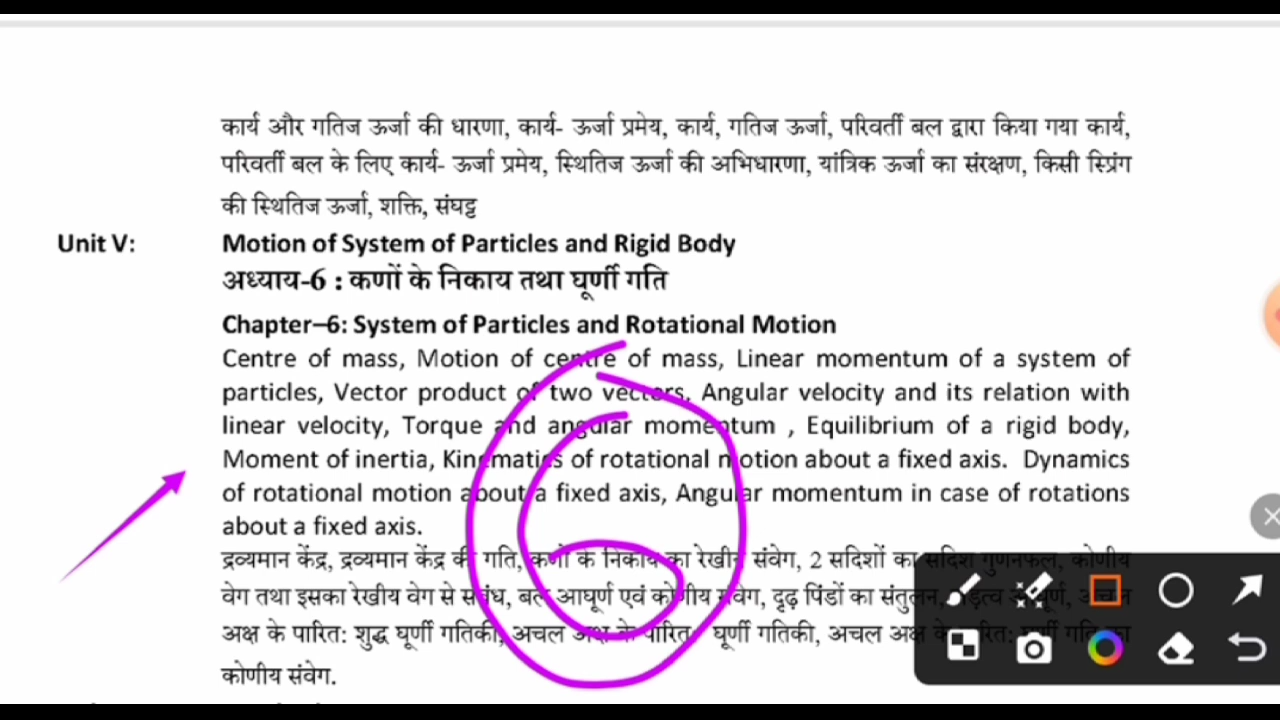 कार्य और गतिज ऊर्जा की धारणा, कार्य- ऊर्जा प्रमेय, कार्य, गतिज ऊर्जा, परिवर्ती बल द्वारा किया गया कार्य,
परिवर्ती बल के लिए कार्य- ऊर्जा प्रमेय, स्थितिज ऊर्जा की अभिधारणा, यांत्रिक ऊर्जा का संरक्षण, किसी स्प्रिंग
की स्थितिज ऊर्जा, शक्ति, संघट्ट
Unit V: Motion of System of Particles and Rigid Body
अध्याय-6 : कणों के निकाय तथा घूर्णी गति
Chapter–6: System of Particles and Rotational Motion
Centre of mass, Motion of centre of mass, Linear momentum of a system of
particles, Vector product of two vectors, Angular velocity and its relation with
linear velocity, Torque and angular momentum , Equilibrium of a rigid body,
Moment of inertia, Kinematics of rotational motion about a fixed axis. Dynamics
of rotational motion about a fixed axis, Angular momentum in case of rotations
about a fixed axis.
6
द्रव्यमान केंद्र, द्रव्यमान केंद्र की गति, कणों के निकाय का रेखीय संवेग, 2 सदिशों का सदिश गुणनफल, कोणीय
वेग तथा इसका रेखीय वेग से संबंध, बल आघूर्ण एवं कोणीय संवेग, दृढ़ पिंडों का संतुलन,
अक्ष के पारित: शुद्ध घूर्णी गतिकी, अचल अक्ष के पारित: घूर्णी गतिकी, अचल अक्ष के पारित: घूर्णी गति का
कोणीय संवेग.